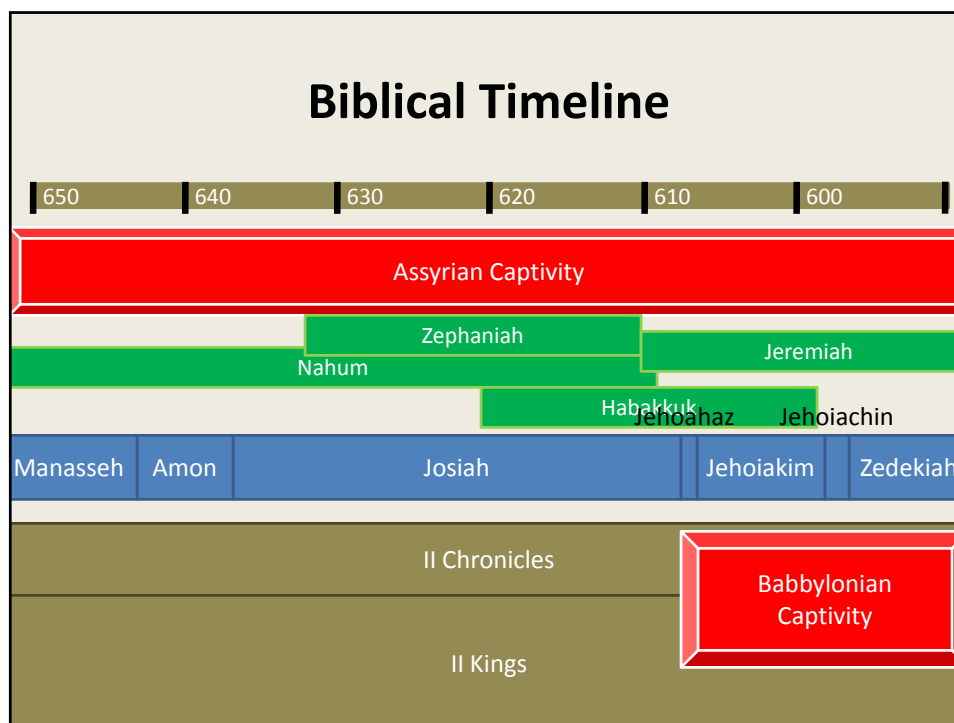 Biblical Timeline
650 640 630 620 610 600
Assyrian Captivity
Zephaniah
Jeremiah
Nahum
Habakkuk
Jehoahaz Jehoiachin
Manasseh Amon Josiah Jehoiakim Zedekiah
II Chronicles
Babbylonian
Captivity
II Kings